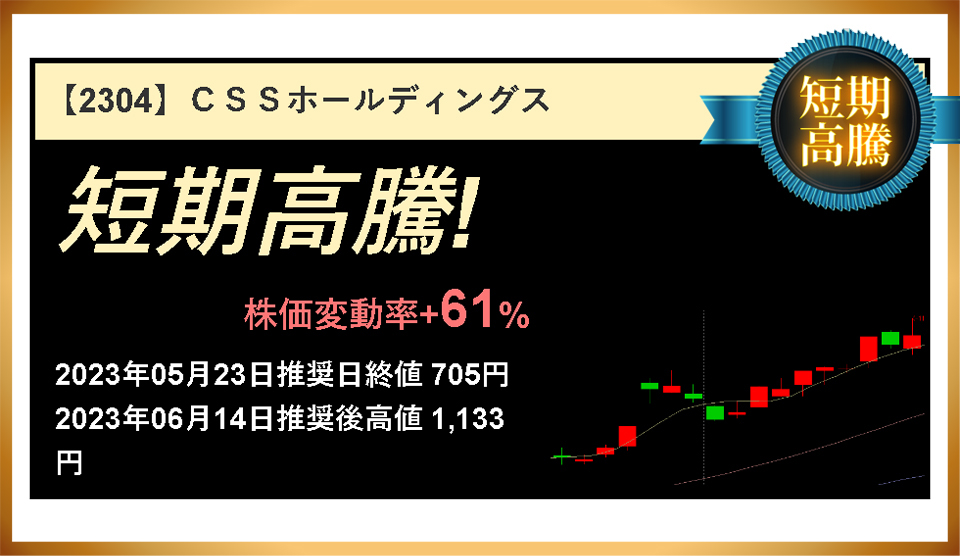 【2304】ＣＳＳホールディングス
短期
高騰
短期高騰!
株価変動率+61%
2023年05月23日推奨日終値 705円
2023年06月14日推奨後高値 1,133
円